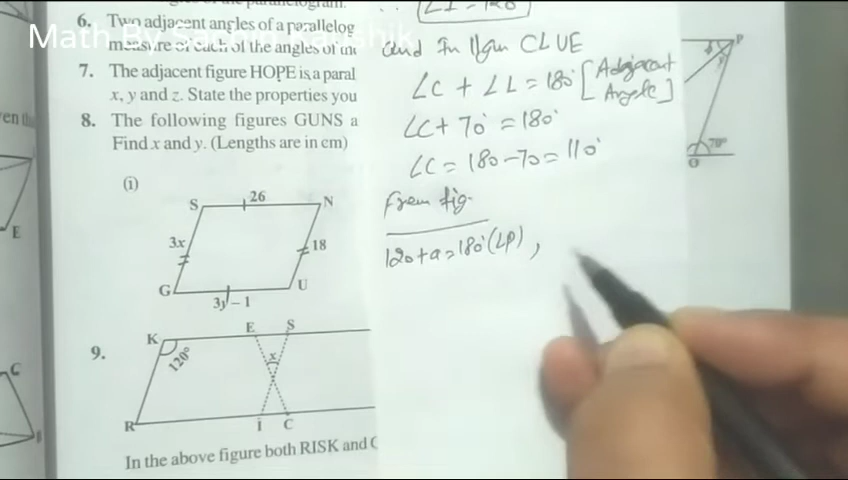 6. Two adjacent angles of a parallelog
measure of each of the angles of the
7. The adjacent figure HOPE is a paral
x, y and z. State the properties you
8. The following figures GUNS a
Find x and y. (Lengths are in cm)
(i)
S 26 N
3x 18
G 3y – 1 U
9.
K E S
120° x
R I C
In the above figure both RISK and C
and In llgm CLUE
∠C + ∠L = 180° [Adjacent
Angle]
∠C + 70° = 180°
∠C = 180 – 70 = 110°
From fig.
120 + a = 180° (LP) ,
P
y
70°
O
en th
E
C
Math By